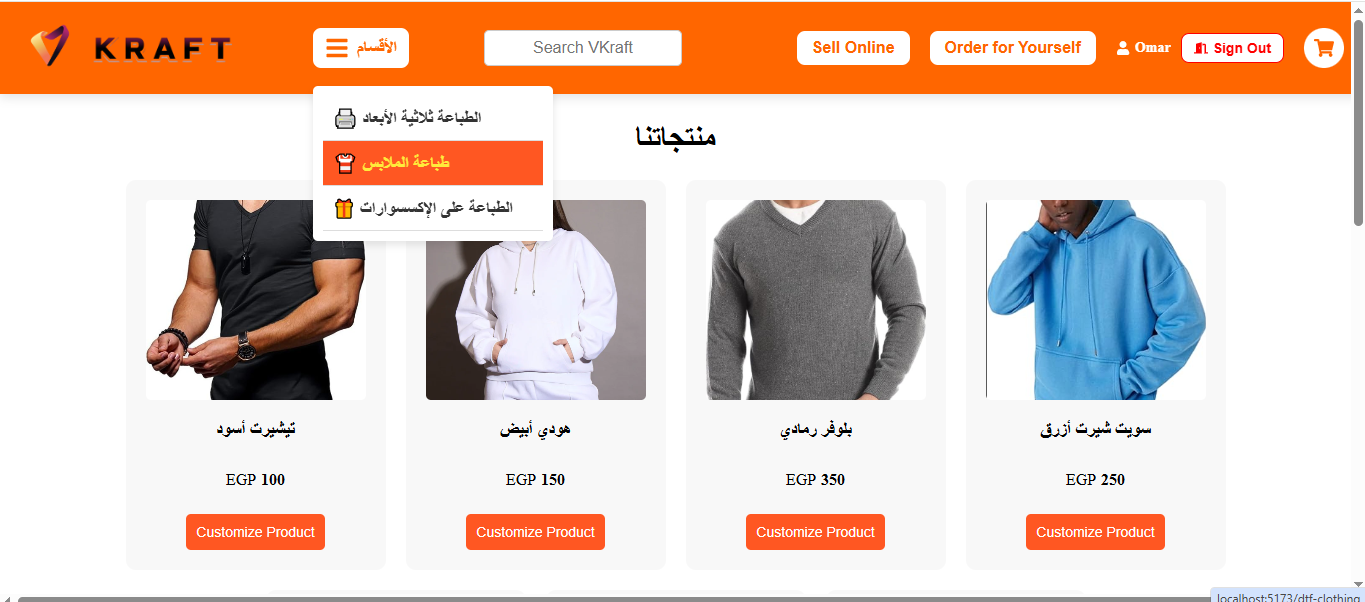 KRAFT
الأقسام
Search VKraft
Sell Online
Order for Yourself
Omar
Sign Out
الطباعة ثلاثية الأبعاد
طباعة الملابس
الطباعة على الإكسسوارات
منتجاتنا
تيشيرت أسود
EGP 100
Customize Product
هودي أبيض
EGP 150
Customize Product
بلوفر رمادي
EGP 350
Customize Product
سويت شيرت أزرق
EGP 250
Customize Product
localhost:5173/dtf-clothing